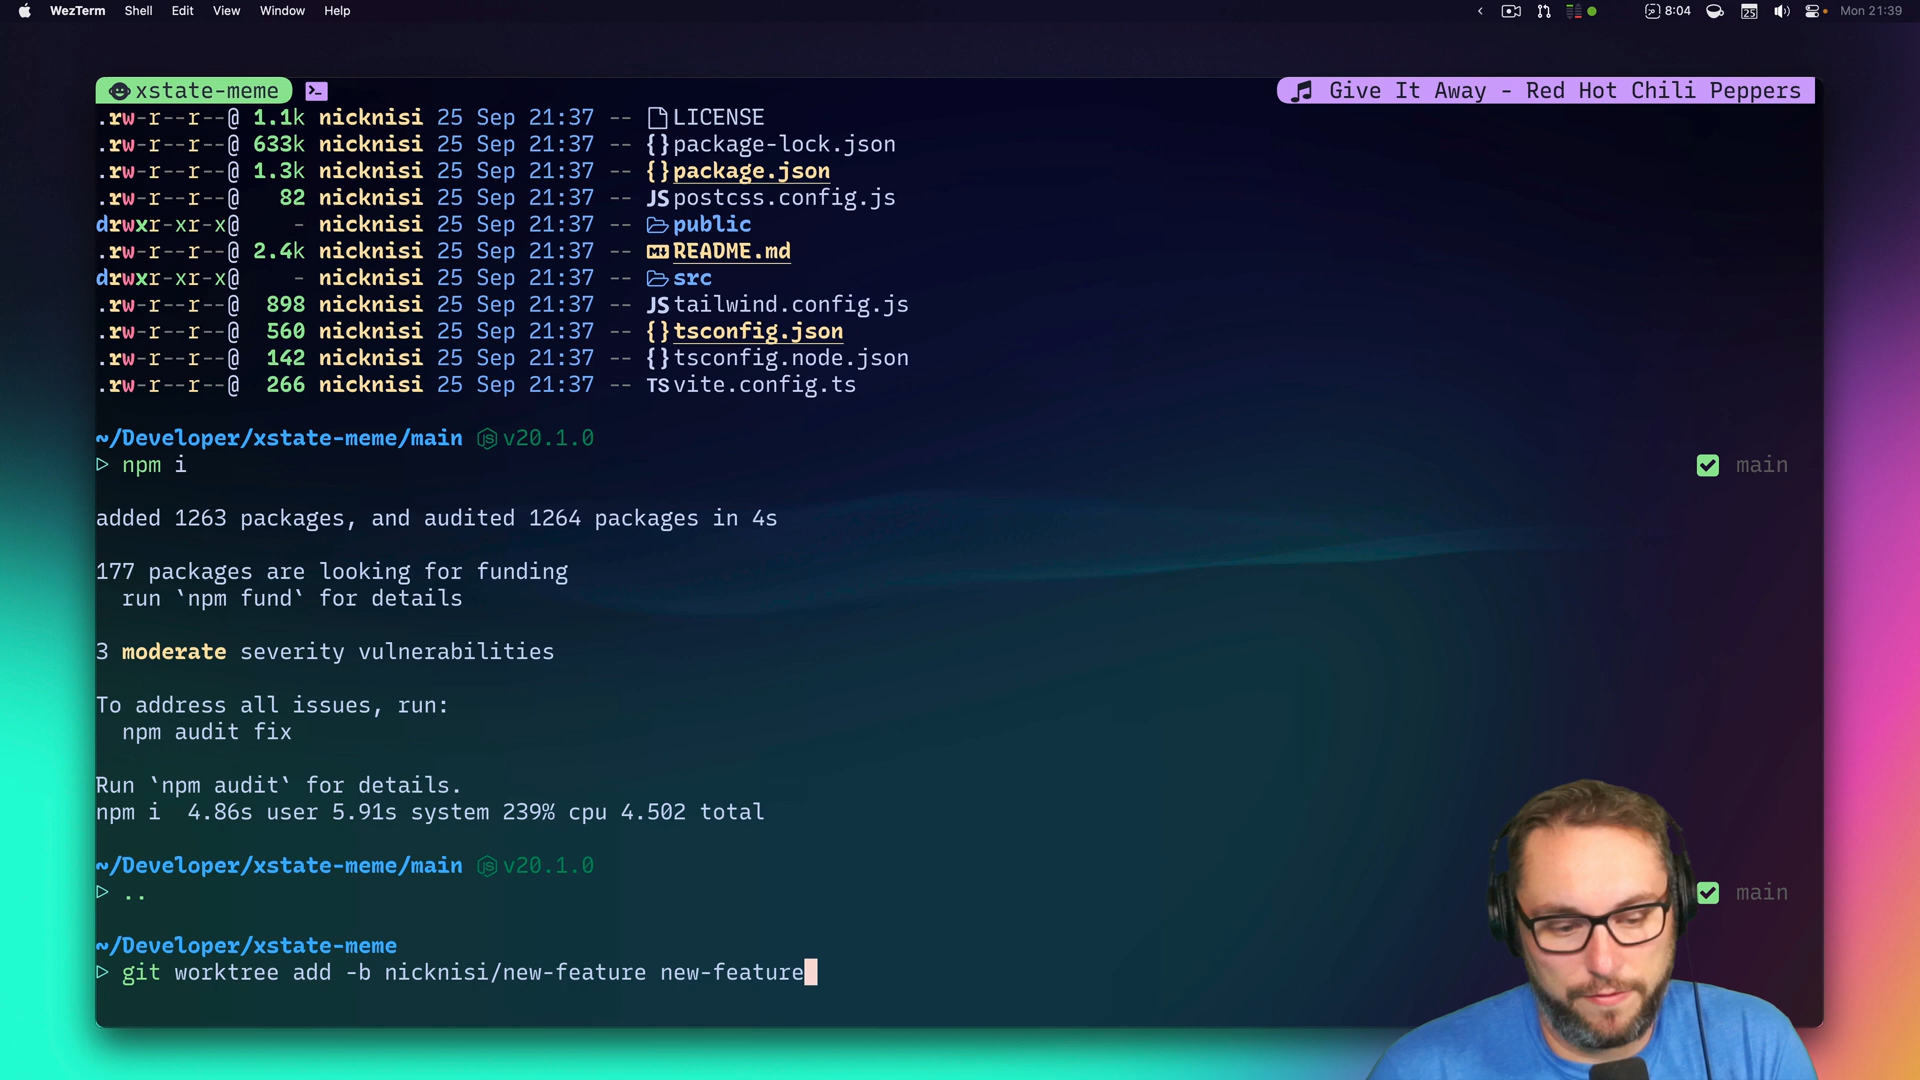 WezTerm Shell Edit View Window Help
8:04 25 Mon 21:39
xstate-meme >_ Give It Away - Red Hot Chili Peppers
.rw-r--r--@ 1.1k nicknisi 25 Sep 21:37 -- LICENSE
.rw-r--r--@ 633k nicknisi 25 Sep 21:37 -- {}package-lock.json
.rw-r--r--@ 1.3k nicknisi 25 Sep 21:37 -- {}package.json
.rw-r--r--@ 82 nicknisi 25 Sep 21:37 -- JS postcss.config.js
drwxr-xr-x@ - nicknisi 25 Sep 21:37 -- public
.rw-r--r--@ 2.4k nicknisi 25 Sep 21:37 -- README.md
drwxr-xr-x@ - nicknisi 25 Sep 21:37 -- src
.rw-r--r--@ 898 nicknisi 25 Sep 21:37 -- JS tailwind.config.js
.rw-r--r--@ 560 nicknisi 25 Sep 21:37 -- {}tsconfig.json
.rw-r--r--@ 142 nicknisi 25 Sep 21:37 -- {}tsconfig.node.json
.rw-r--r--@ 266 nicknisi 25 Sep 21:37 -- TS vite.config.ts
~/Developer/xstate-meme/main v20.1.0
npm i main
added 1263 packages, and audited 1264 packages in 4s
177 packages are looking for funding
run `npm fund` for details
3 moderate severity vulnerabilities
To address all issues, run:
npm audit fix
Run `npm audit` for details.
npm i 4.86s user 5.91s system 239% cpu 4.502 total
~/Developer/xstate-meme/main v20.1.0
.. main
~/Developer/xstate-meme
git worktree add -b nicknisi/new-feature new-feature